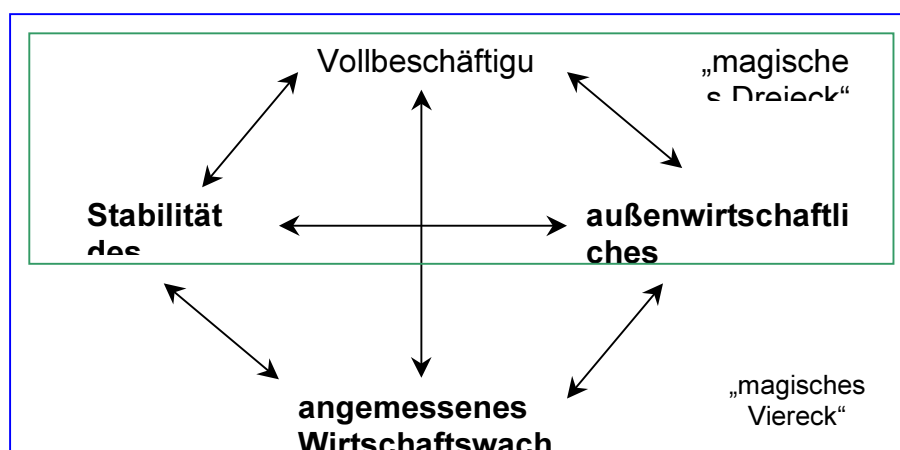 Vollbeschäftigu
„magische
s Dreieck“
Stabilität
des
außenwirtschaftli
ches
angemessenes
Wirtschaftswach
„magisches
Viereck“